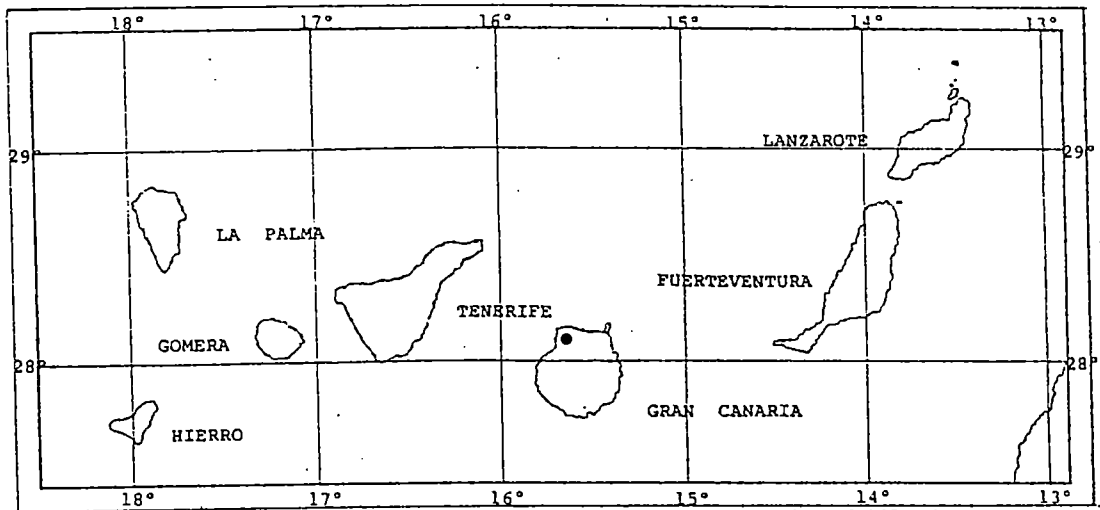 18° 17° 16° 15° 14° 13°
LANZAROTE
29° 29°
LA PALMA
FUERTEVENTURA
TENERIFE
GOMERA
28° 28°
GRAN CANARIA
HIERRO
18° 17° 16° 15° 14° 13°